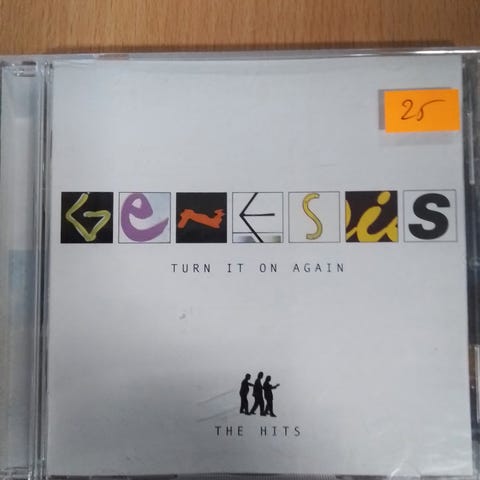 25
GENESIS
TURN IT ON AGAIN
THE HITS